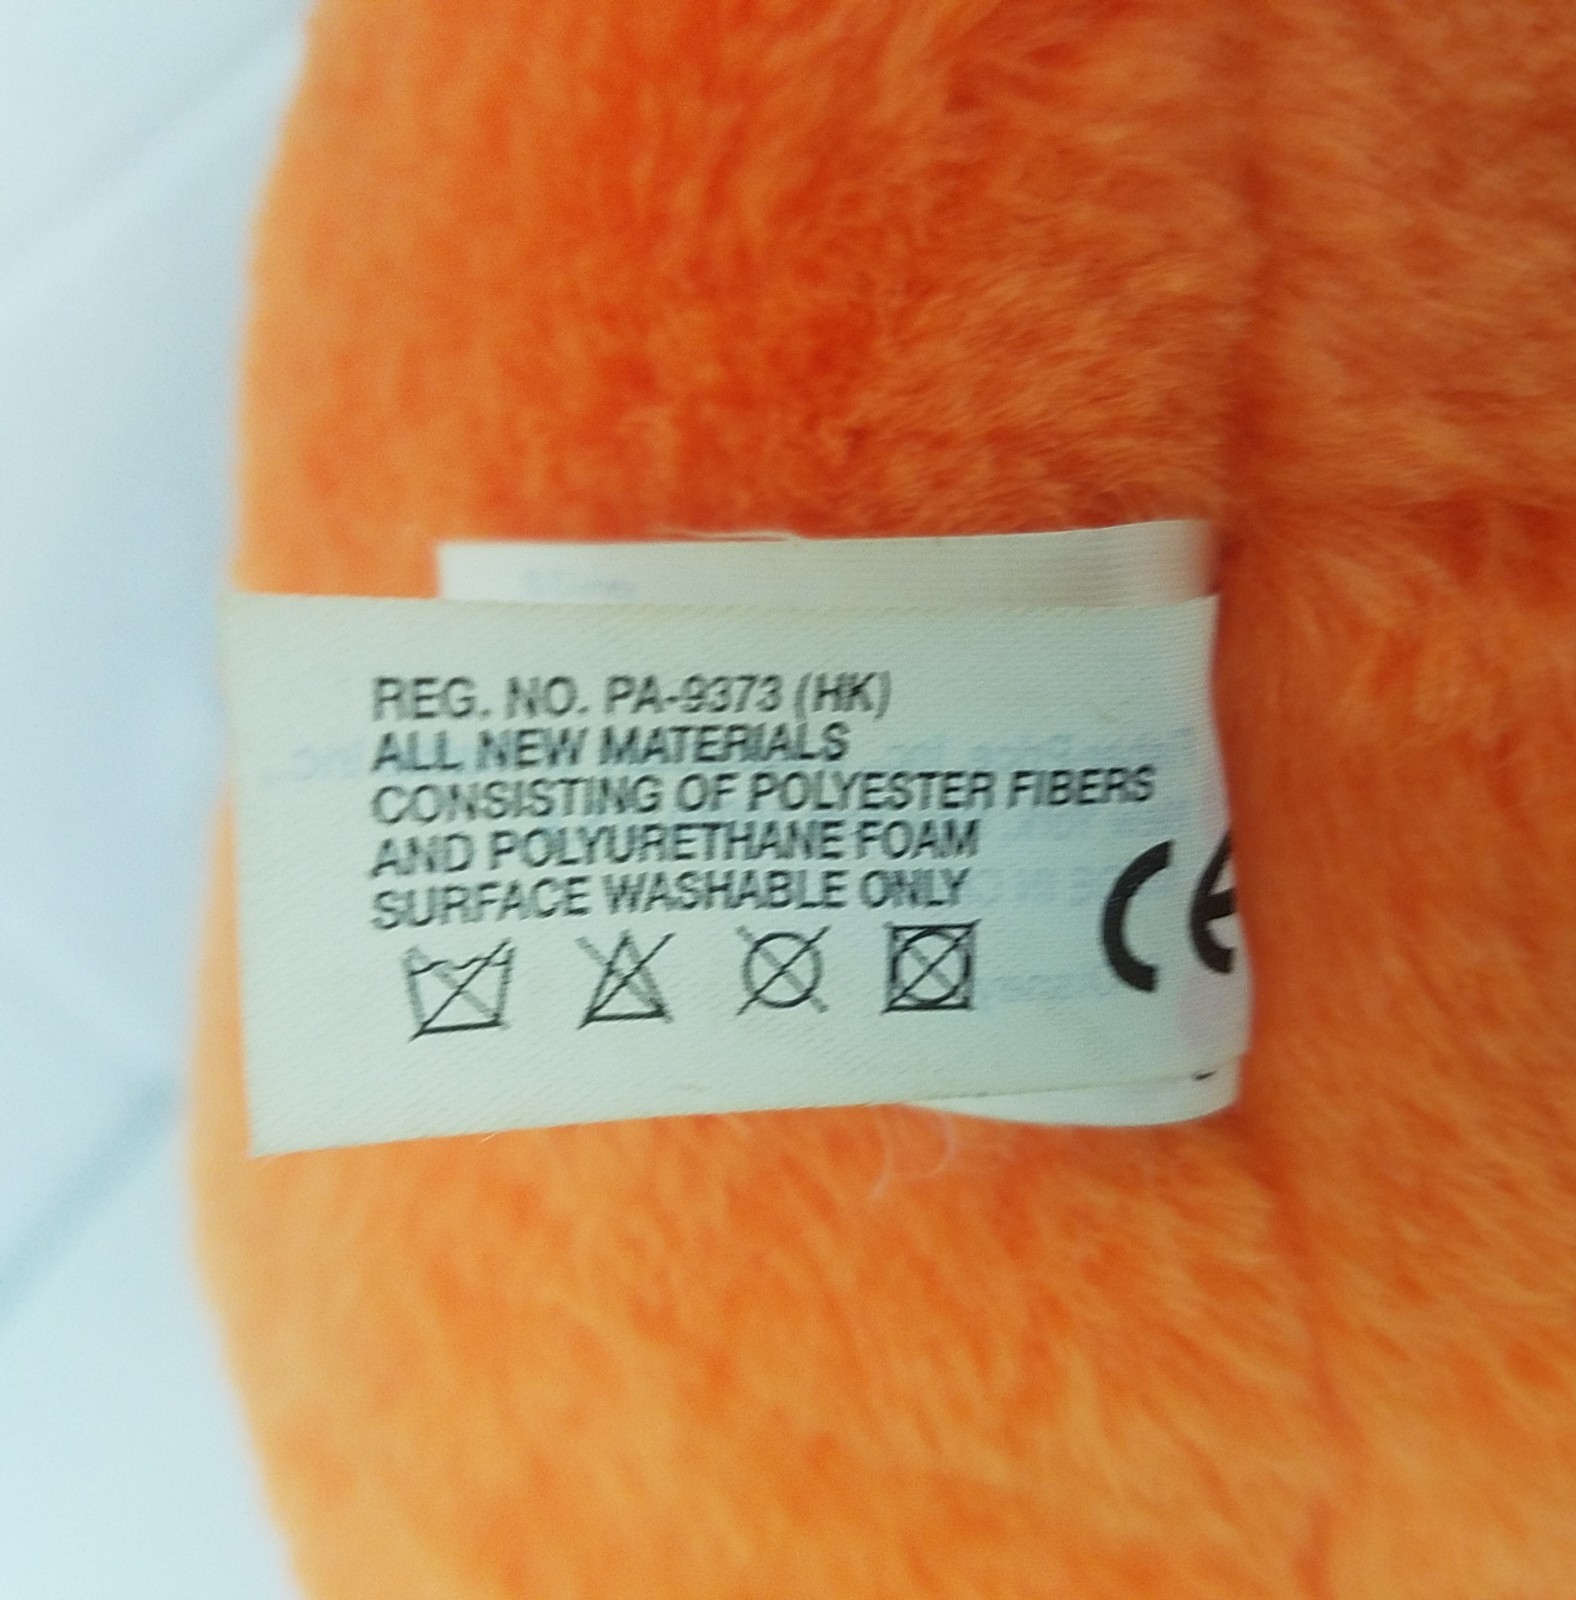 REG. NO. PA-9373 (HK)
ALL NEW MATERIALS
CONSISTING OF POLYESTER FIBERS
AND POLYURETHANE FOAM
SURFACE WASHABLE ONLY
CE